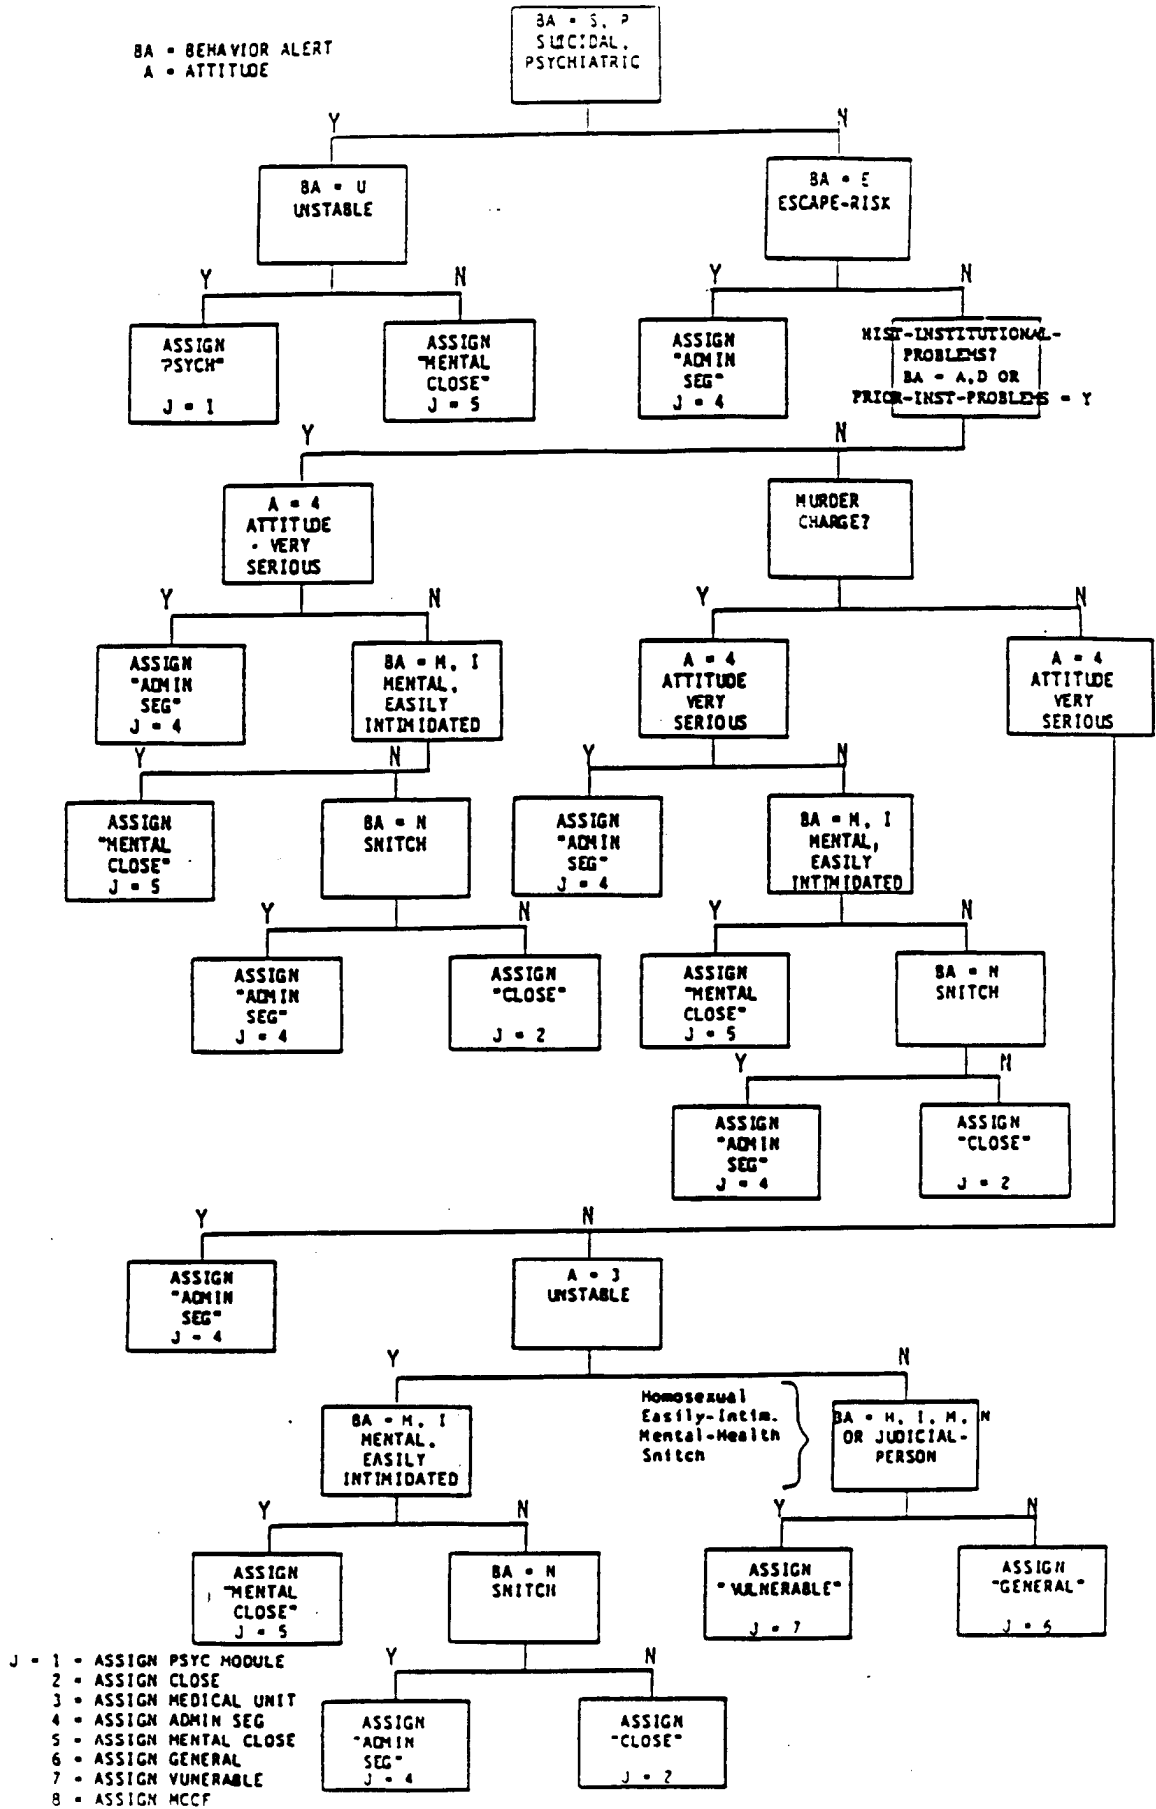 BA = S, P
SUICIDAL,
PSYCHIATRIC
BA = BEHAVIOR ALERT
A = ATTITUDE
Y
N
BA = U
UNSTABLE
BA = E
ESCAPE-RISK
Y
N
Y
N
ASSIGN
"PSYCH"
J = 1
ASSIGN
"MENTAL
CLOSE"
J = 5
ASSIGN
"ADMIN
SEG"
J = 4
HIST-INSTITUTIONAL-
PROBLEMS?
BA = A,D OR
PRIOR-INST-PROBLEMS = Y
Y
N
A = 4
ATTITUDE
- VERY
SERIOUS
MURDER
CHARGE?
Y
N
Y
N
ASSIGN
"ADMIN
SEG"
J = 4
BA = M, I
MENTAL,
EASILY
INTIMIDATED
A = 4
ATTITUDE
VERY
SERIOUS
A = 4
ATTITUDE
VERY
SERIOUS
Y
N
Y
N
ASSIGN
"MENTAL
CLOSE"
J = 5
BA = N
SNITCH
ASSIGN
"ADMIN
SEG"
J = 4
BA = M, I
MENTAL,
EASILY
INTIMIDATED
Y
N
Y
N
ASSIGN
"ADMIN
SEG"
J = 4
ASSIGN
"CLOSE"
J = 2
ASSIGN
"MENTAL
CLOSE"
J = 5
BA = N
SNITCH
Y
N
ASSIGN
"ADMIN
SEG"
J = 4
ASSIGN
"CLOSE"
J = 2
Y
N
ASSIGN
"ADMIN
SEG"
J = 4
A = 3
UNSTABLE
Y
N
BA = M, I
MENTAL,
EASILY
INTIMIDATED
Homosexual
Easily-Intim.
Mental-Health
Snitch
BA = H, I, M, N
OR JUDICIAL-
PERSON
Y
N
Y
N
ASSIGN
"MENTAL
CLOSE"
J = 5
BA = N
SNITCH
ASSIGN
"VULNERABLE"
J = 7
ASSIGN
"GENERAL"
J = 6
Y
N
ASSIGN
"ADMIN
SEG"
J = 4
ASSIGN
"CLOSE"
J = 2
J = 1 = ASSIGN PSYC MODULE
2 = ASSIGN CLOSE
3 = ASSIGN MEDICAL UNIT
4 = ASSIGN ADMIN SEG
5 = ASSIGN MENTAL CLOSE
6 = ASSIGN GENERAL
7 = ASSIGN VUNERABLE
8 = ASSIGN MCCF